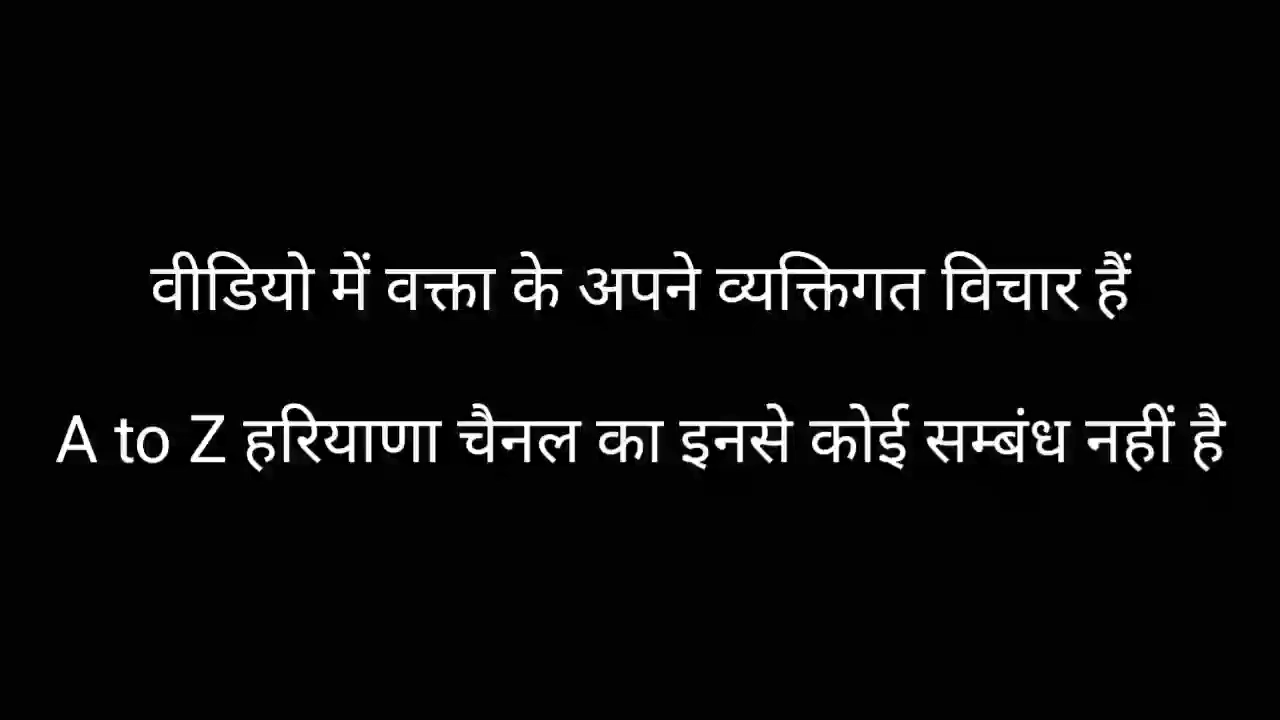 वीडियो में वक्ता के अपने व्यक्तिगत विचार हैं
A to Z हरियाणा चैनल का इनसे कोई सम्बंध नहीं है